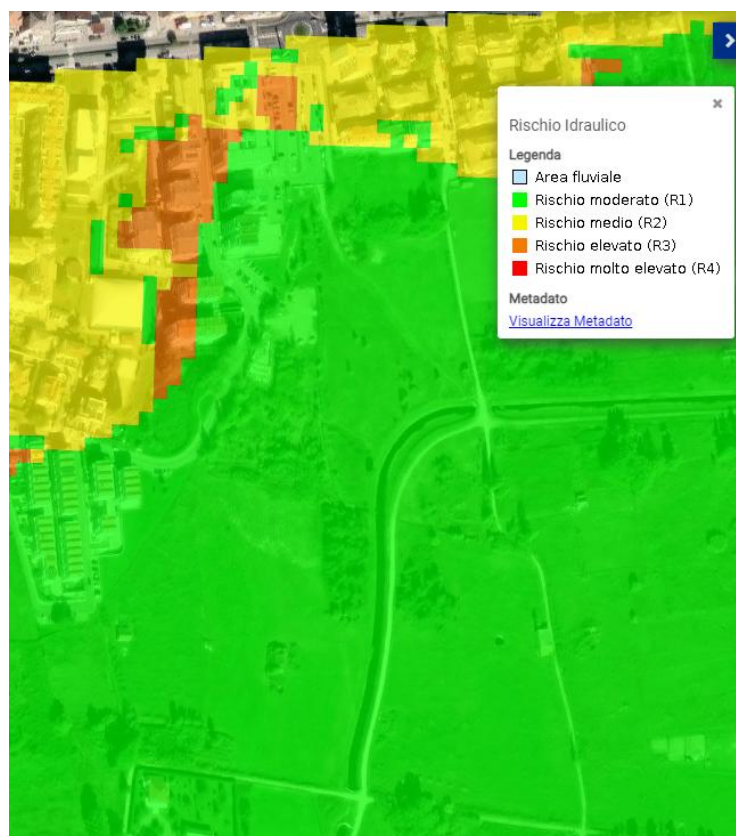 Rischio Idraulico
Legenda
Area fluviale
Rischio moderato (R1)
Rischio medio (R2)
Rischio elevato (R3)
Rischio molto elevato (R4)
Metadato
Visualizza Metadato